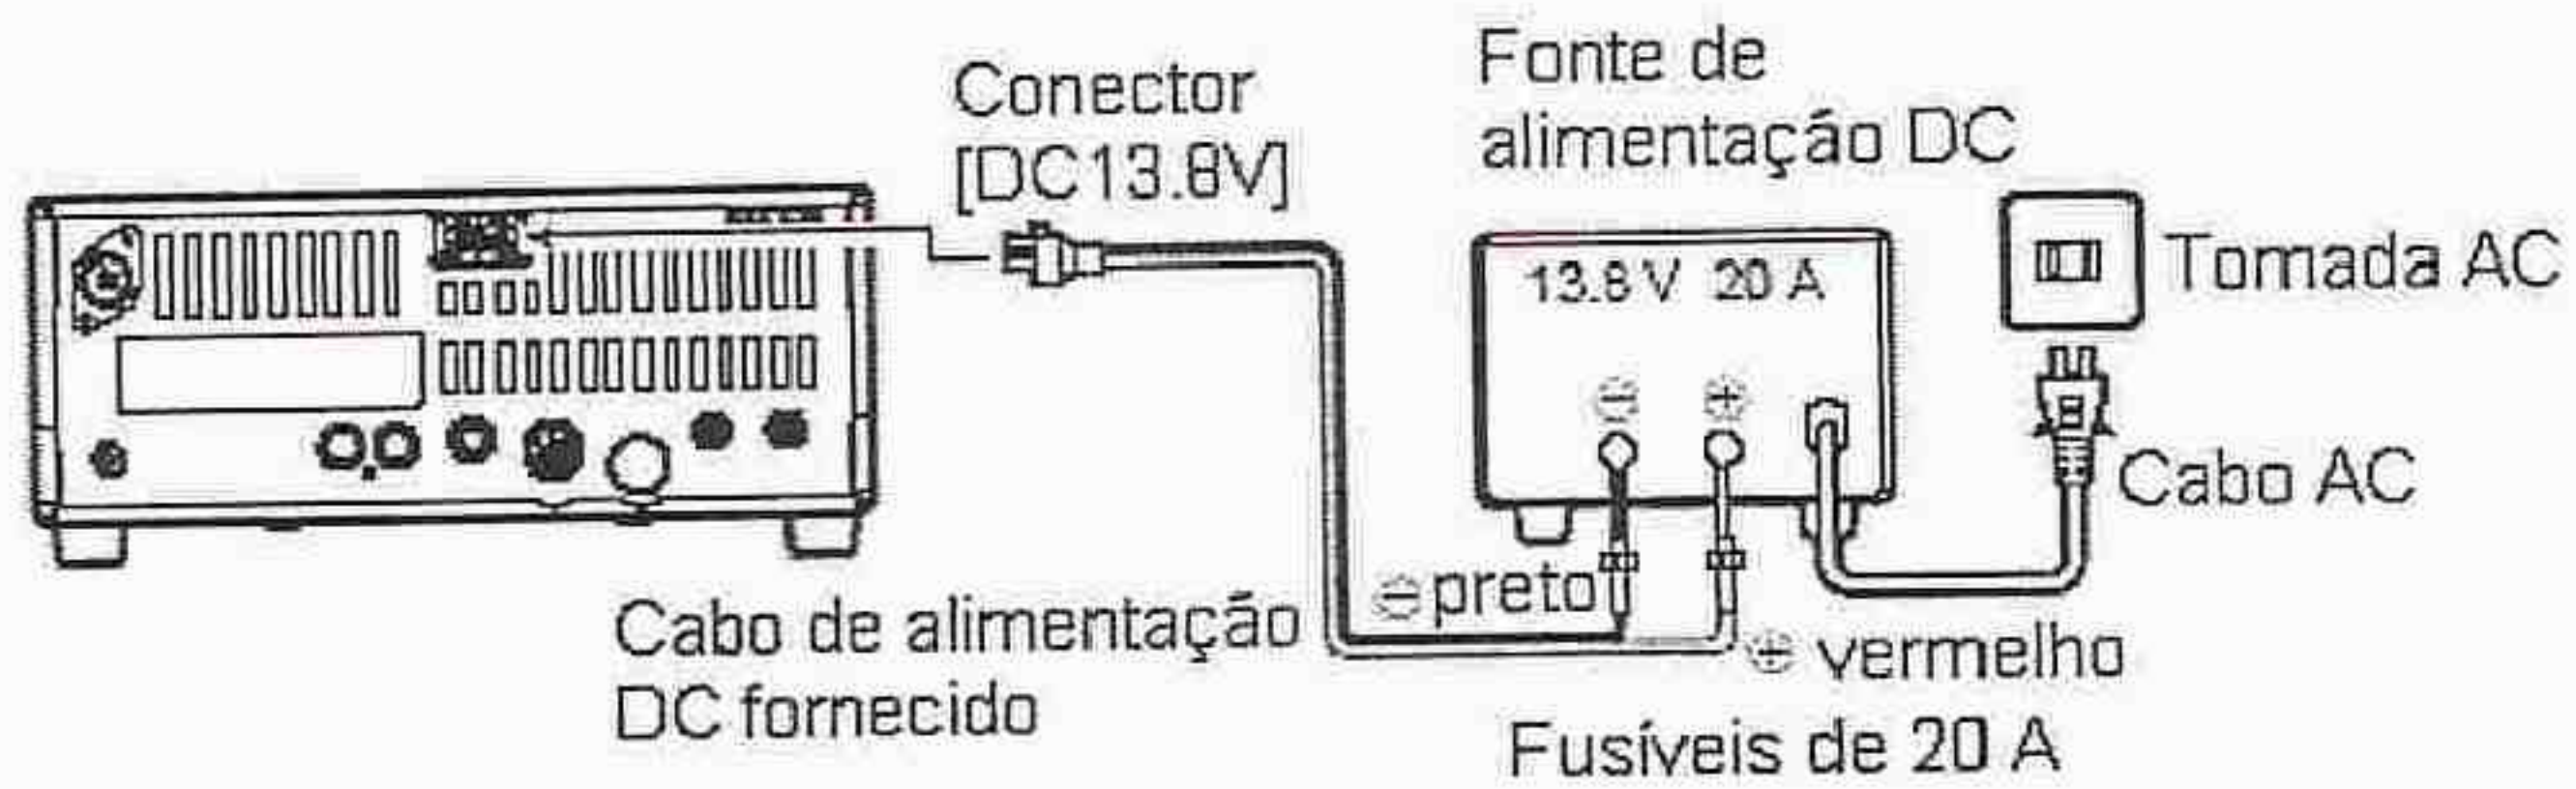 Conector
[DC13.8V]
Fonte de
alimentação DC
13.8 V 20 A
Tomada AC
Cabo AC
⊖ ⊕
⊖ preto
⊕ vermelho
Cabo de alimentação
DC fornecido
Fusíveis de 20 A